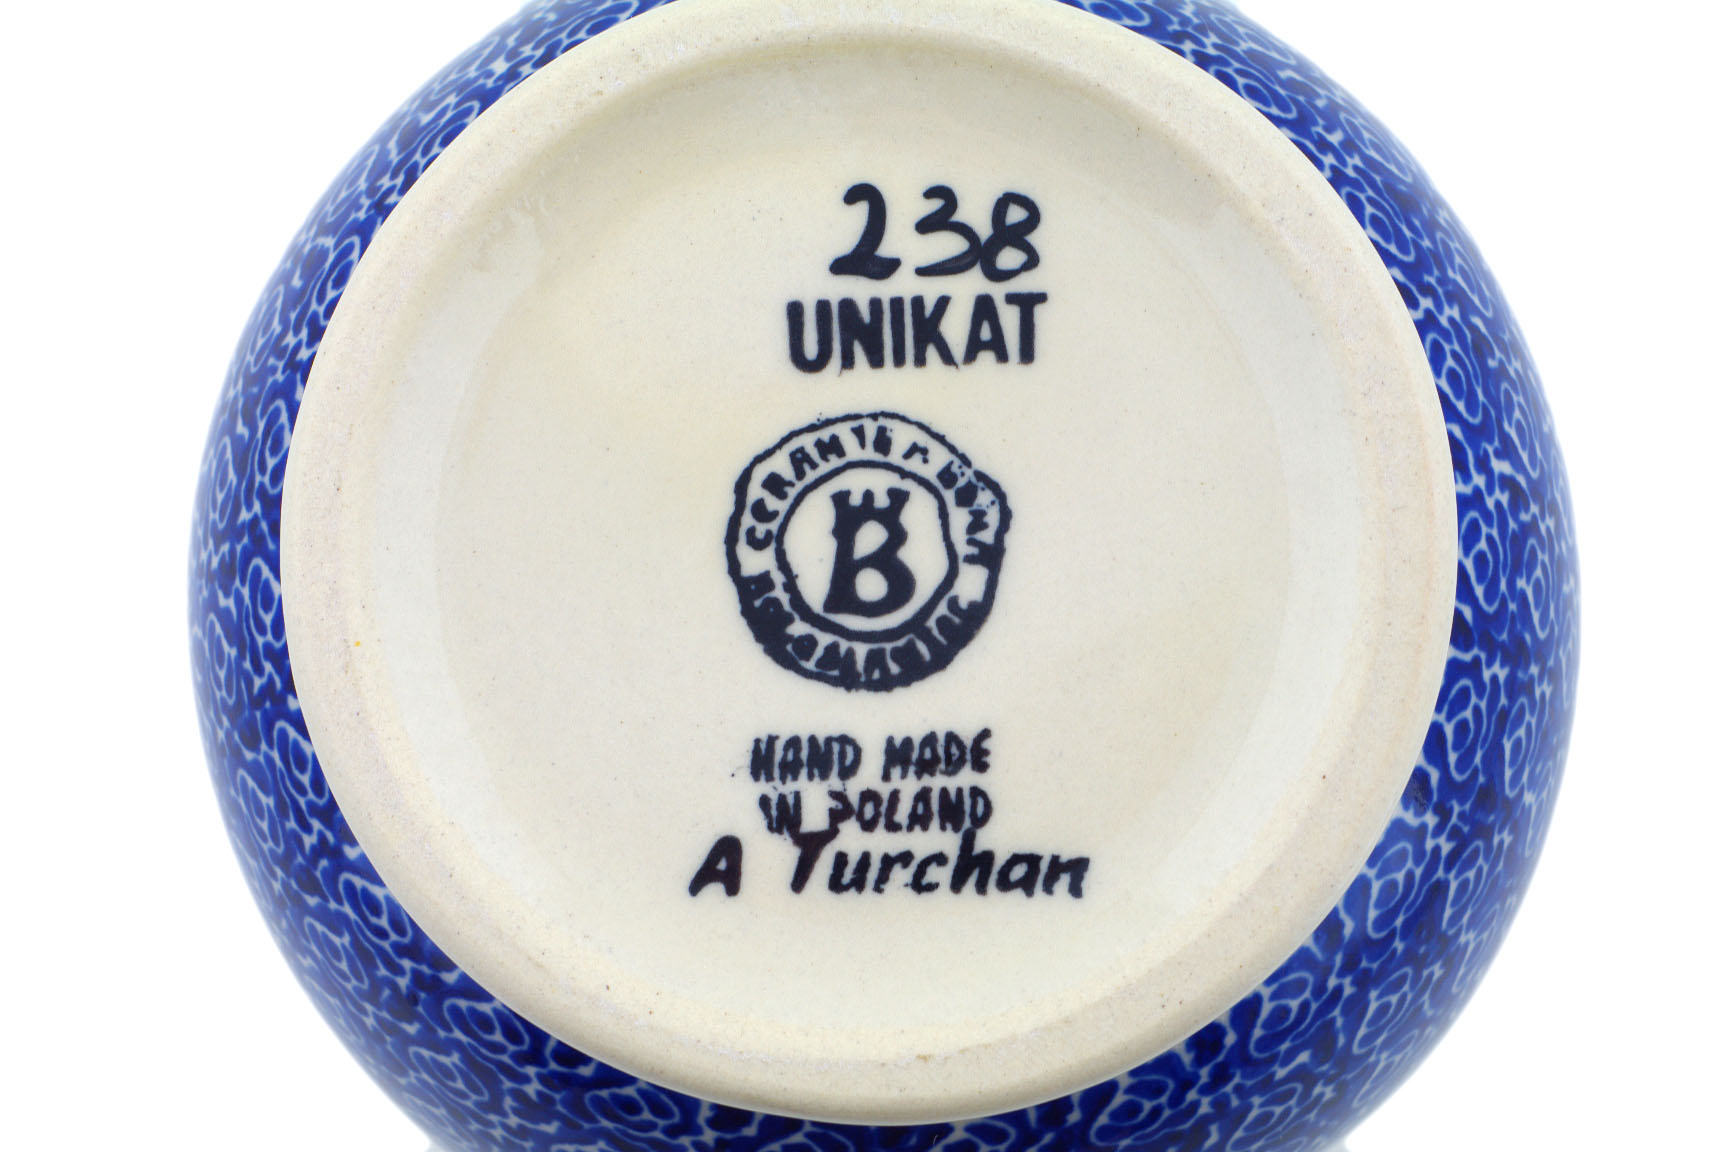 238
UNIKAT
B
HAND MADE
IN POLAND
A Turchan